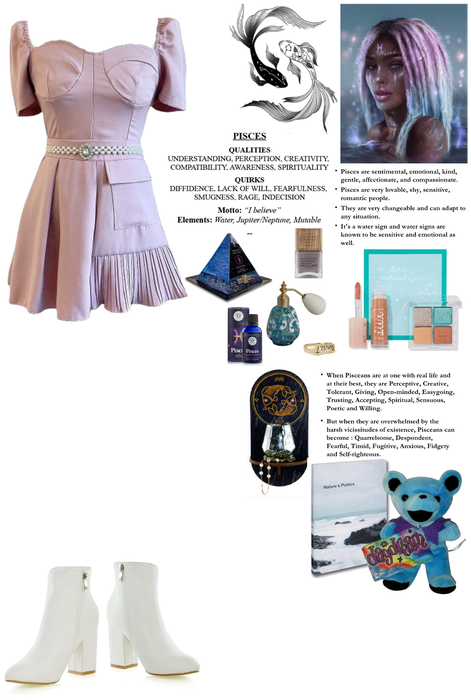 PISCES
QUALITIES
UNDERSTANDING, PERCEPTION, CREATIVITY,
COMPATIBILITY, AWARENESS, SPIRITUALITY
QUIRKS
DIFFIDENCE, LACK OF WILL, FEARFULNESS,
SMUGNESS, RAGE, INDECISION
Motto: "I believe"
Elements: Water, Jupiter/Neptune, Mutable
--
• Pisces are sentimental, emotional, kind,
gentle, affectionate, and compassionate.
• Pisces are very lovable, shy, sensitive,
romantic people.
• They are very changeable and can adapt to
any situation.
• It's a water sign and water signs are
known to be sensitive and emotional as
well.
Pisces
• When Pisceans are at one with real life and
at their best, they are Perceptive, Creative,
Tolerant, Giving, Open-minded, Easygoing,
Trusting, Accepting, Spiritual, Sensuous,
Poetic and Willing.
• But when they are overwhelmed by the
harsh vicissitudes of existence, Pisceans can
become : Quarrelsome, Despondent,
Fearful, Timid, Fugitive, Anxious, Fidgety
and Self-righteous.
Nature & Politics
daydream